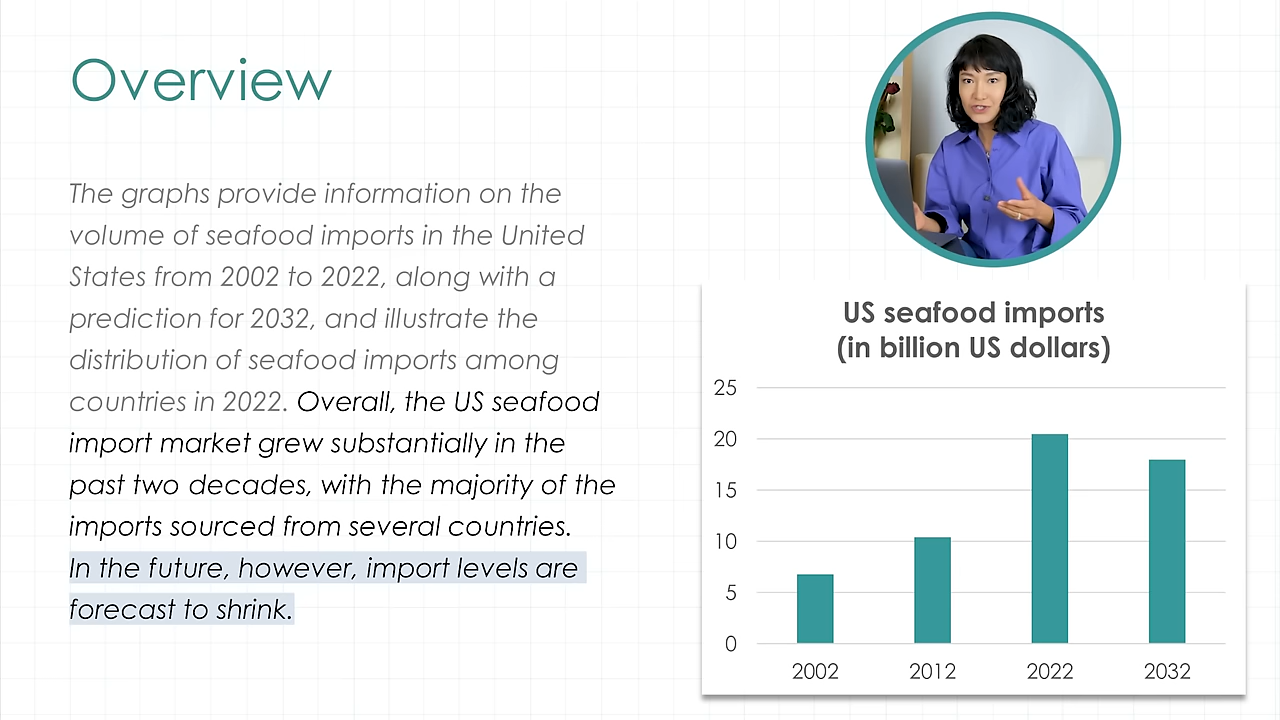 Overview
The graphs provide information on the
volume of seafood imports in the United
States from 2002 to 2022, along with a
prediction for 2032, and illustrate the
distribution of seafood imports among
countries in 2022. Overall, the US seafood
import market grew substantially in the
past two decades, with the majority of the
imports sourced from several countries.
In the future, however, import levels are
forecast to shrink.
US seafood imports
(in billion US dollars)
25
20
15
10
5
0
2002 2012 2022 2032